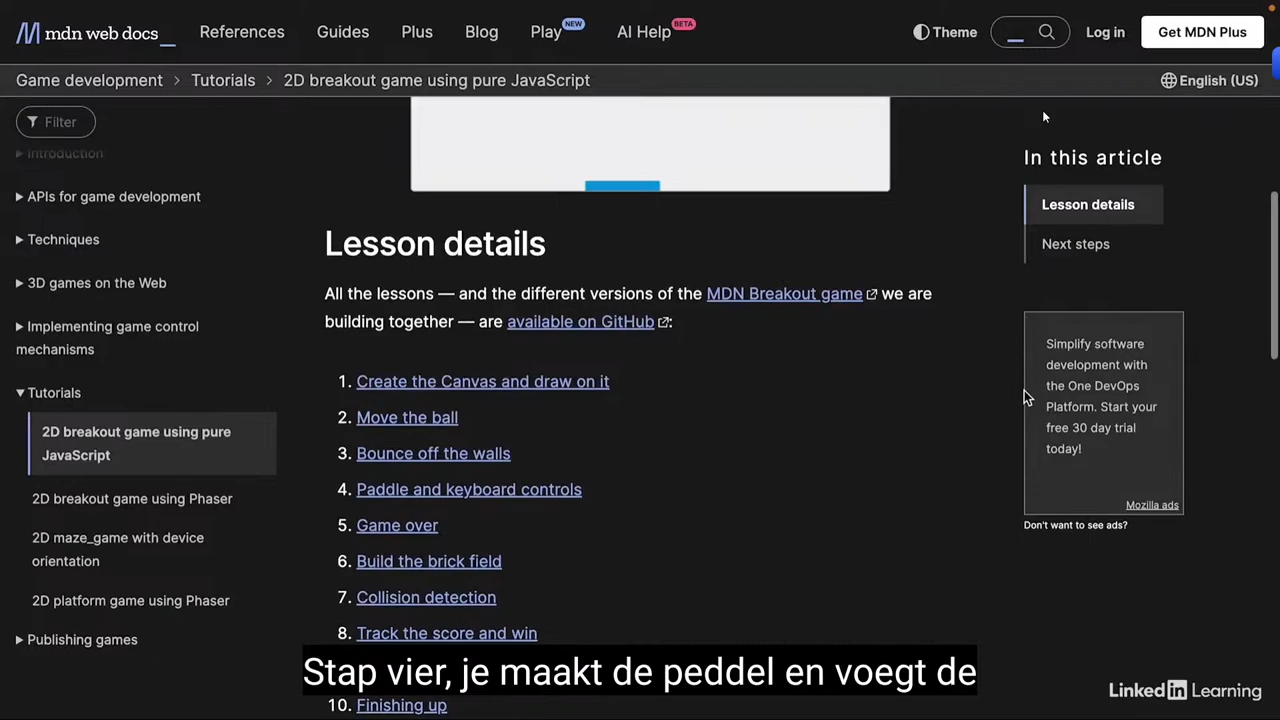 mdn web docs
References
Guides
Plus
Blog
Play
NEW
AI Help
BETA
Theme
Log in
Get MDN Plus
Game development
Tutorials
2D breakout game using pure JavaScript
English (US)
Filter
Introduction
APIs for game development
Techniques
3D games on the Web
Implementing game control
mechanisms
Tutorials
2D breakout game using pure
JavaScript
2D breakout game using Phaser
2D maze_game with device
orientation
2D platform game using Phaser
Publishing games
Lesson details
All the lessons — and the different versions of the MDN Breakout game we are
building together — are available on GitHub :
1. Create the Canvas and draw on it
2. Move the ball
3. Bounce off the walls
4. Paddle and keyboard controls
5. Game over
6. Build the brick field
7. Collision detection
8. Track the score and win
10. Finishing up
In this article
Lesson details
Next steps
Simplify software
development with
the One DevOps
Platform. Start your
free 30 day trial
today!
Mozilla ads
Don't want to see ads?
Stap vier, je maakt de peddel en voegt de
LinkedIn Learning